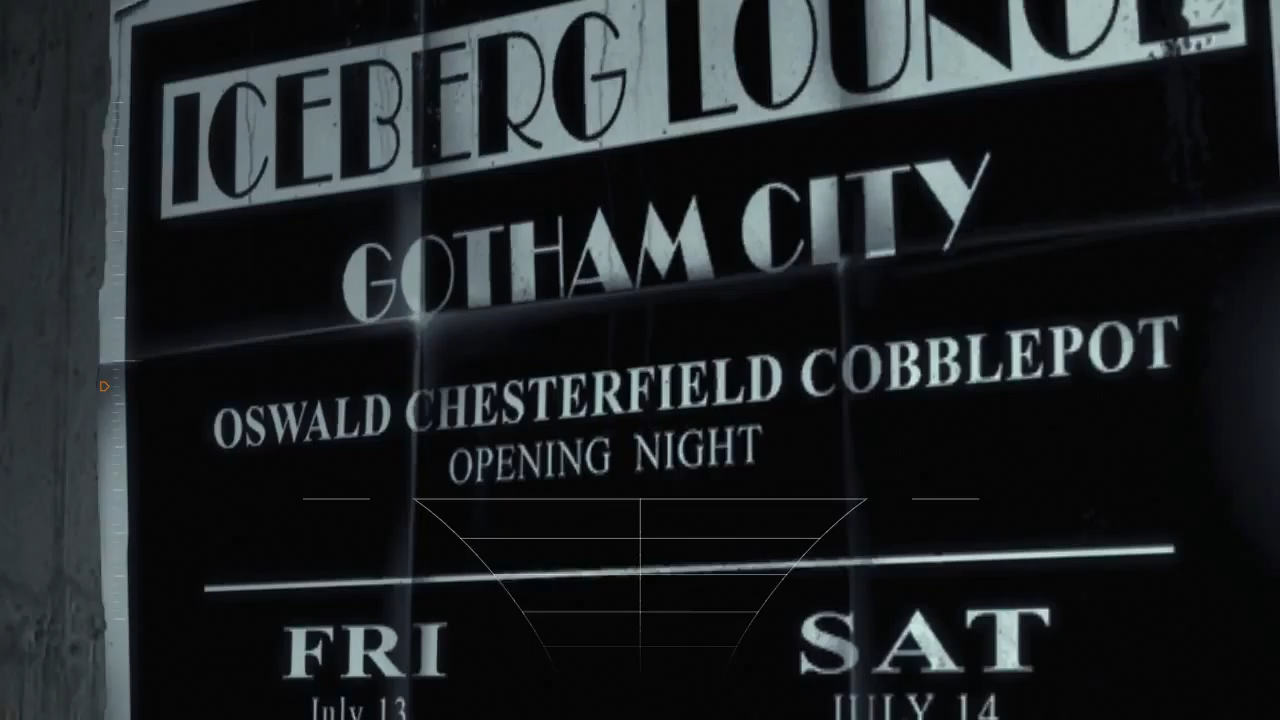 ICEBERG LOUNGE
GOTHAM CITY
OSWALD CHESTERFIELD COBBLEPOT
OPENING NIGHT
FRI SAT
July 13 JULY 14